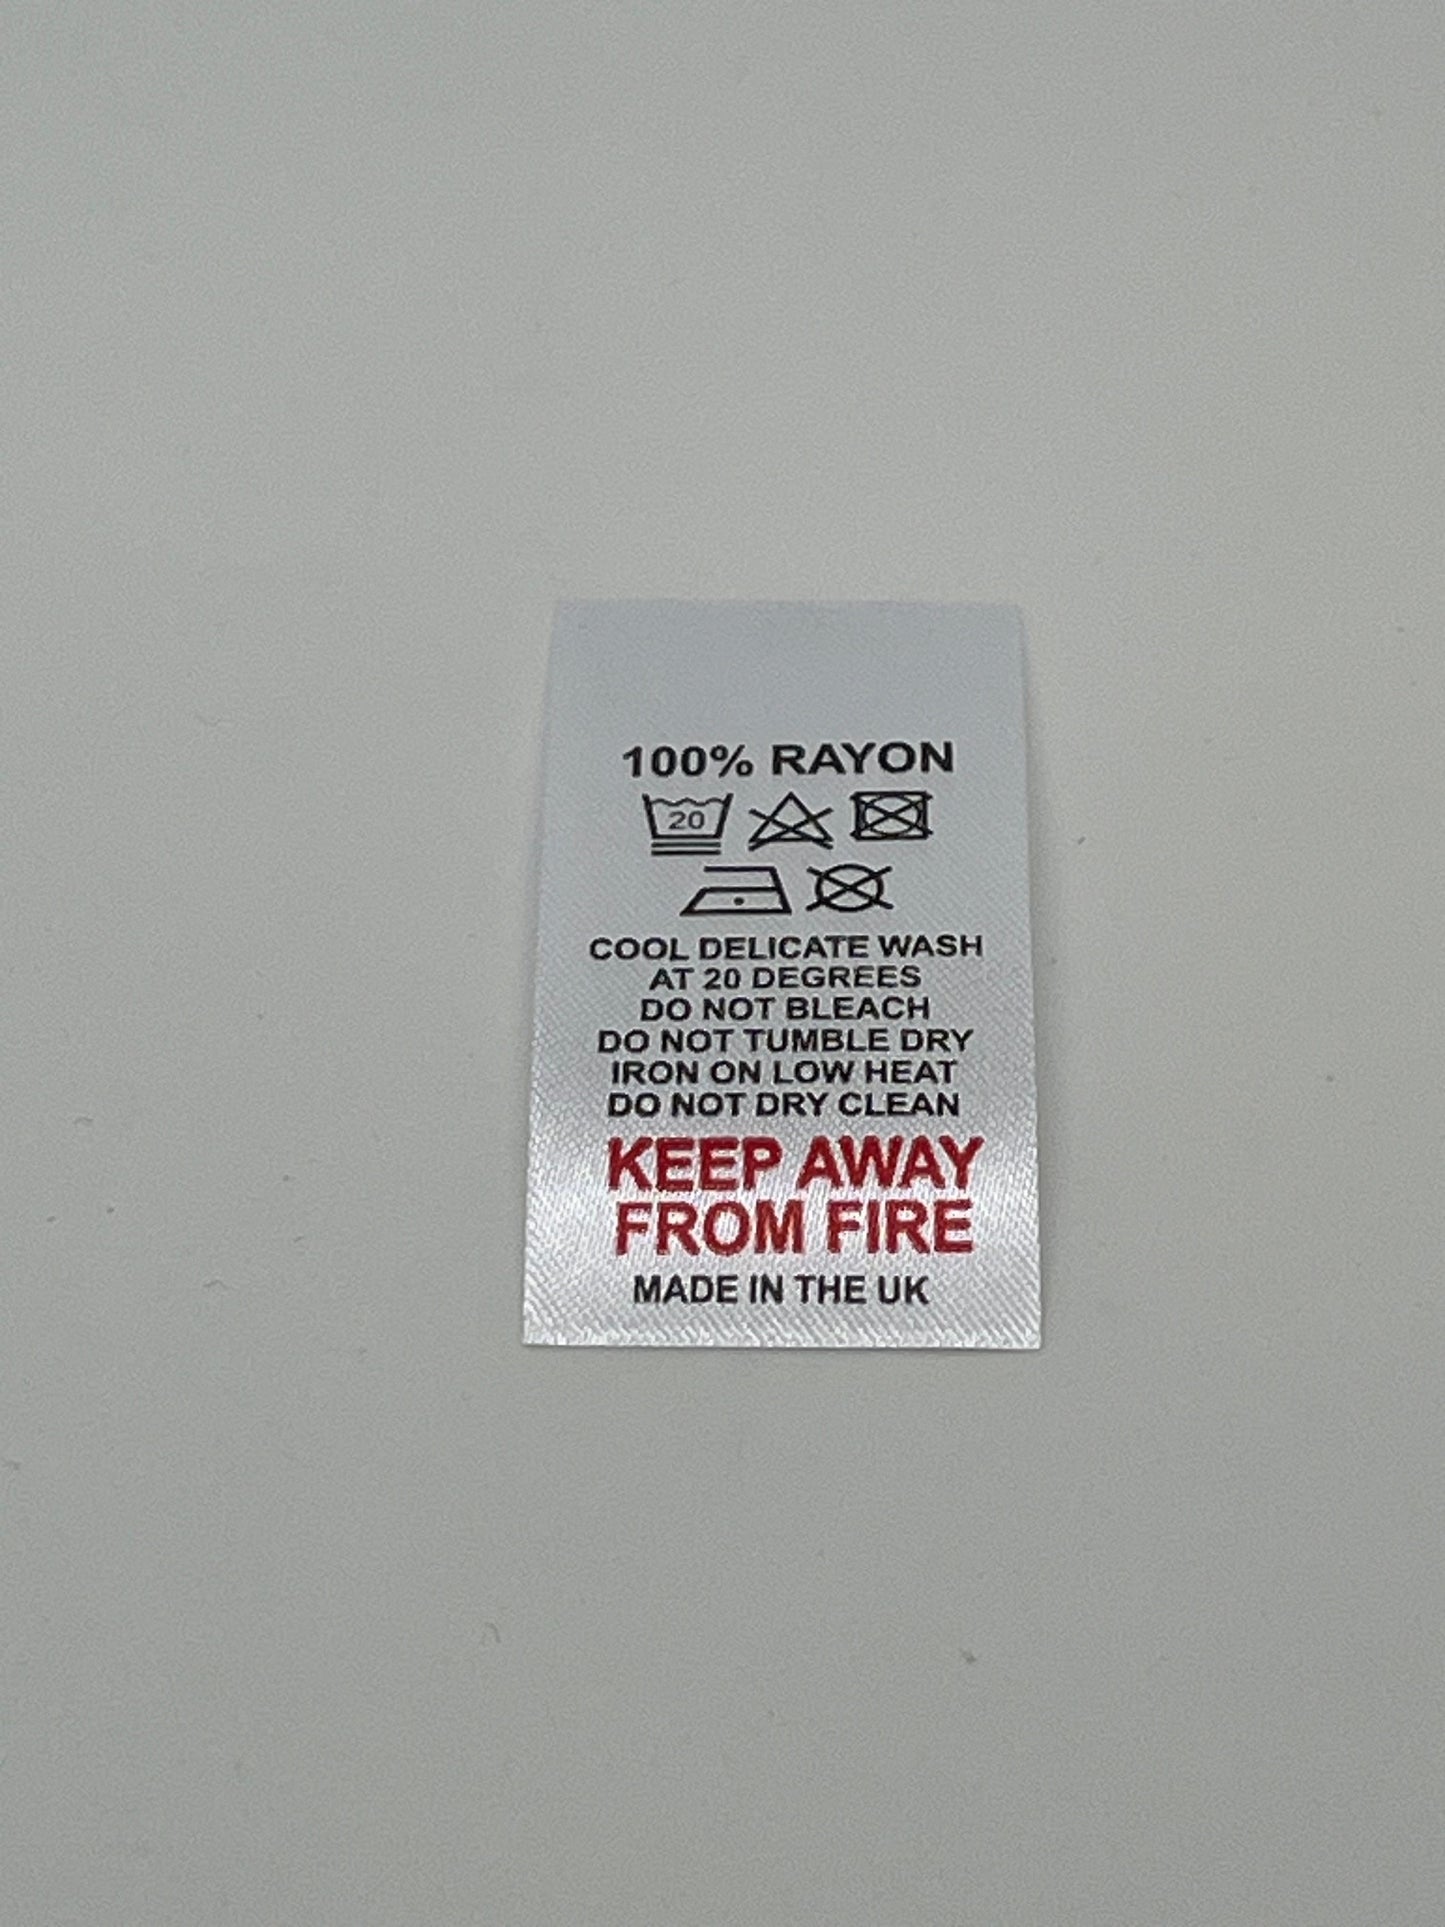 100% RAYON
20
COOL DELICATE WASH
AT 20 DEGREES
DO NOT BLEACH
DO NOT TUMBLE DRY
IRON ON LOW HEAT
DO NOT DRY CLEAN
KEEP AWAY
FROM FIRE
MADE IN THE UK